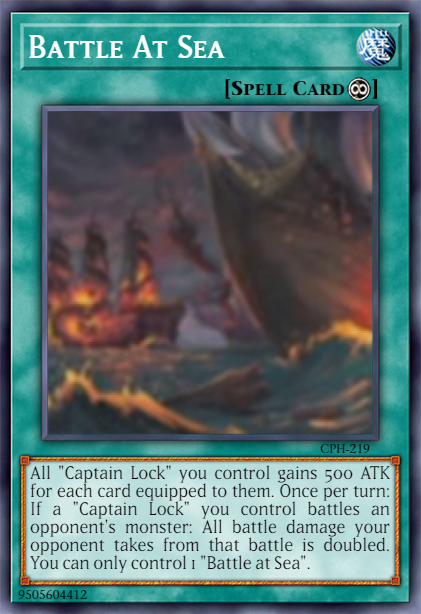 Battle At Sea
魔
[Spell Card♾]
CPH-219
All "Captain Lock" you control gains 500 ATK
for each card equipped to them. Once per turn:
If a "Captain Lock" you control battles an
opponent's monster: All battle damage your
opponent takes from that battle is doubled.
You can only control 1 "Battle at Sea".
9505604412